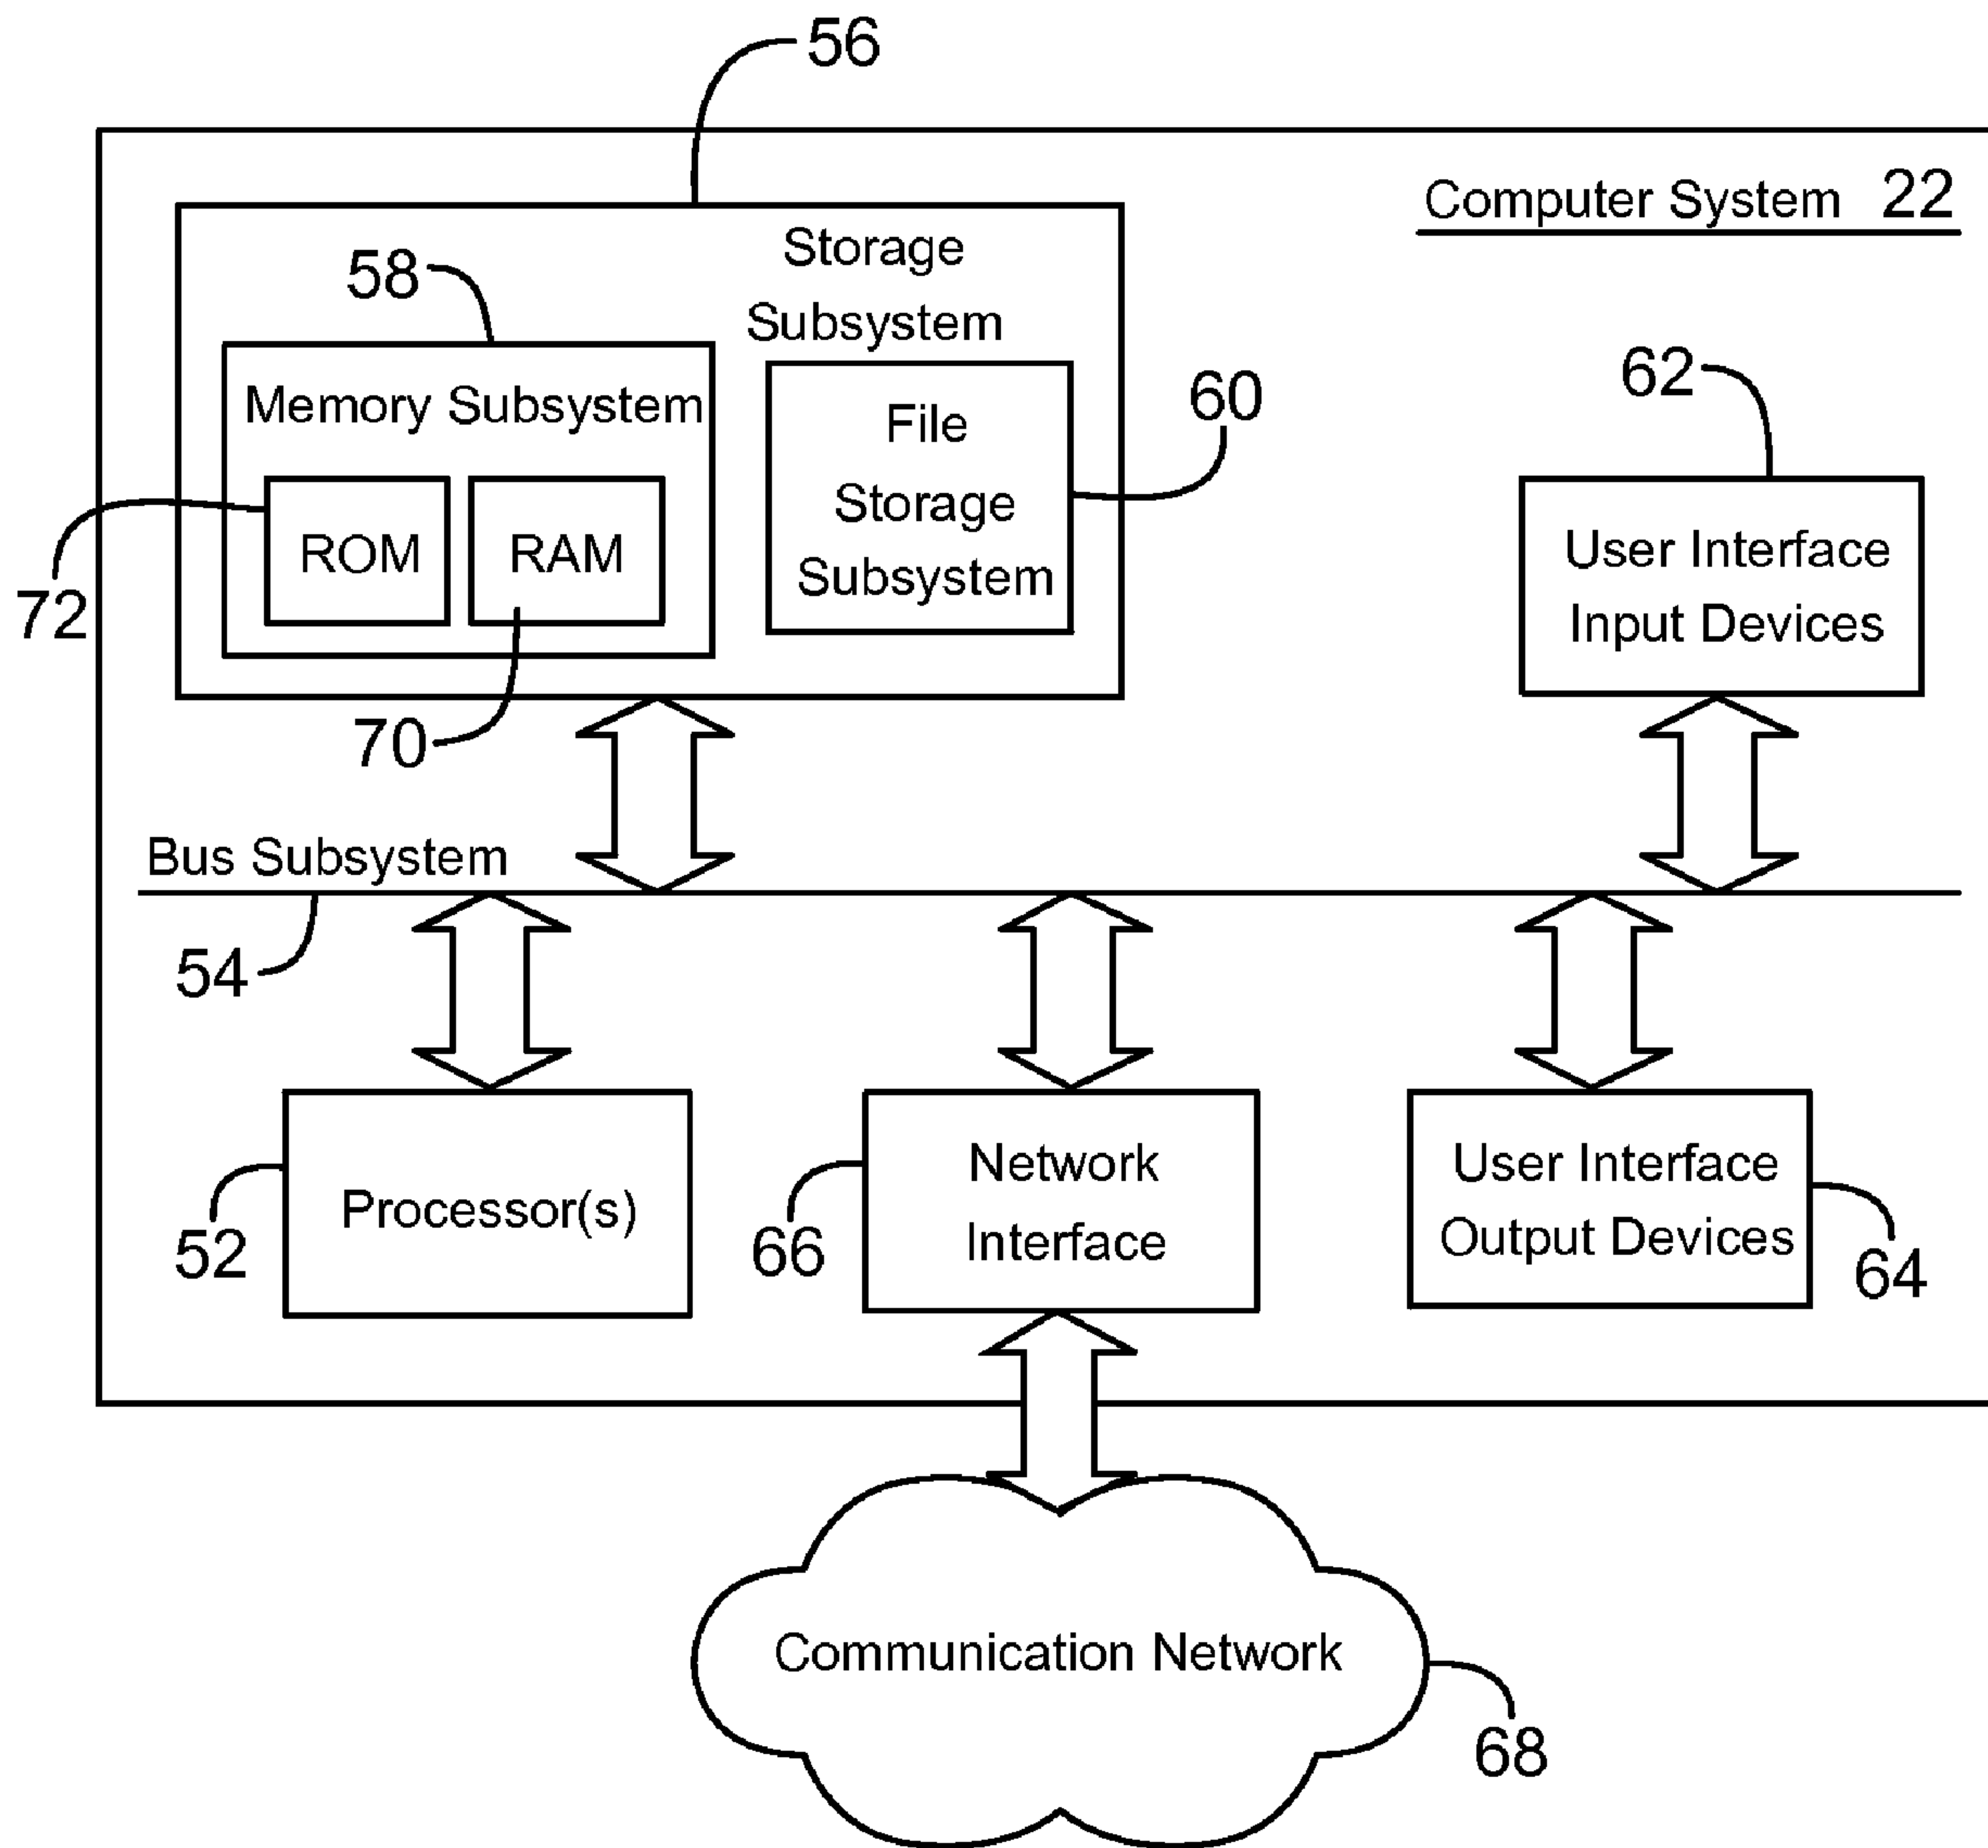 56
Computer System 22
Storage
Subsystem
58
Memory Subsystem
File
Storage
Subsystem
60
62
ROM
RAM
User Interface
Input Devices
72
70
Bus Subsystem
54
Processor(s)
52
Network
Interface
66
User Interface
Output Devices
64
Communication Network
68